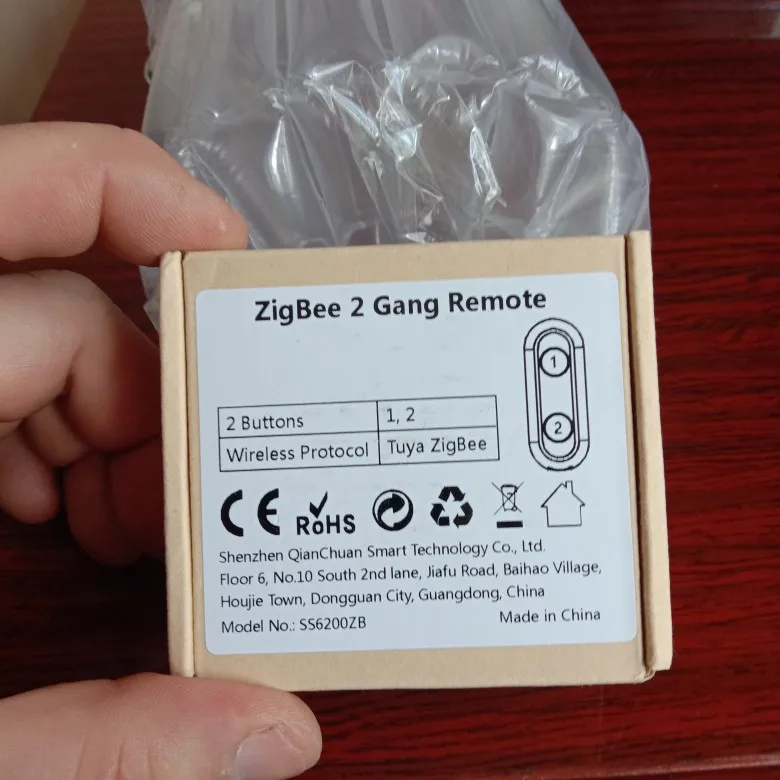 ZigBee 2 Gang Remote
1
2
2 Buttons 1, 2
Wireless Protocol Tuya ZigBee
CE RoHS
Shenzhen QianChuan Smart Technology Co., Ltd.
Floor 6, No.10 South 2nd lane, Jiafu Road, Baihao Village,
Houjie Town, Dongguan City, Guangdong, China
Model No.: SS6200ZB Made in China